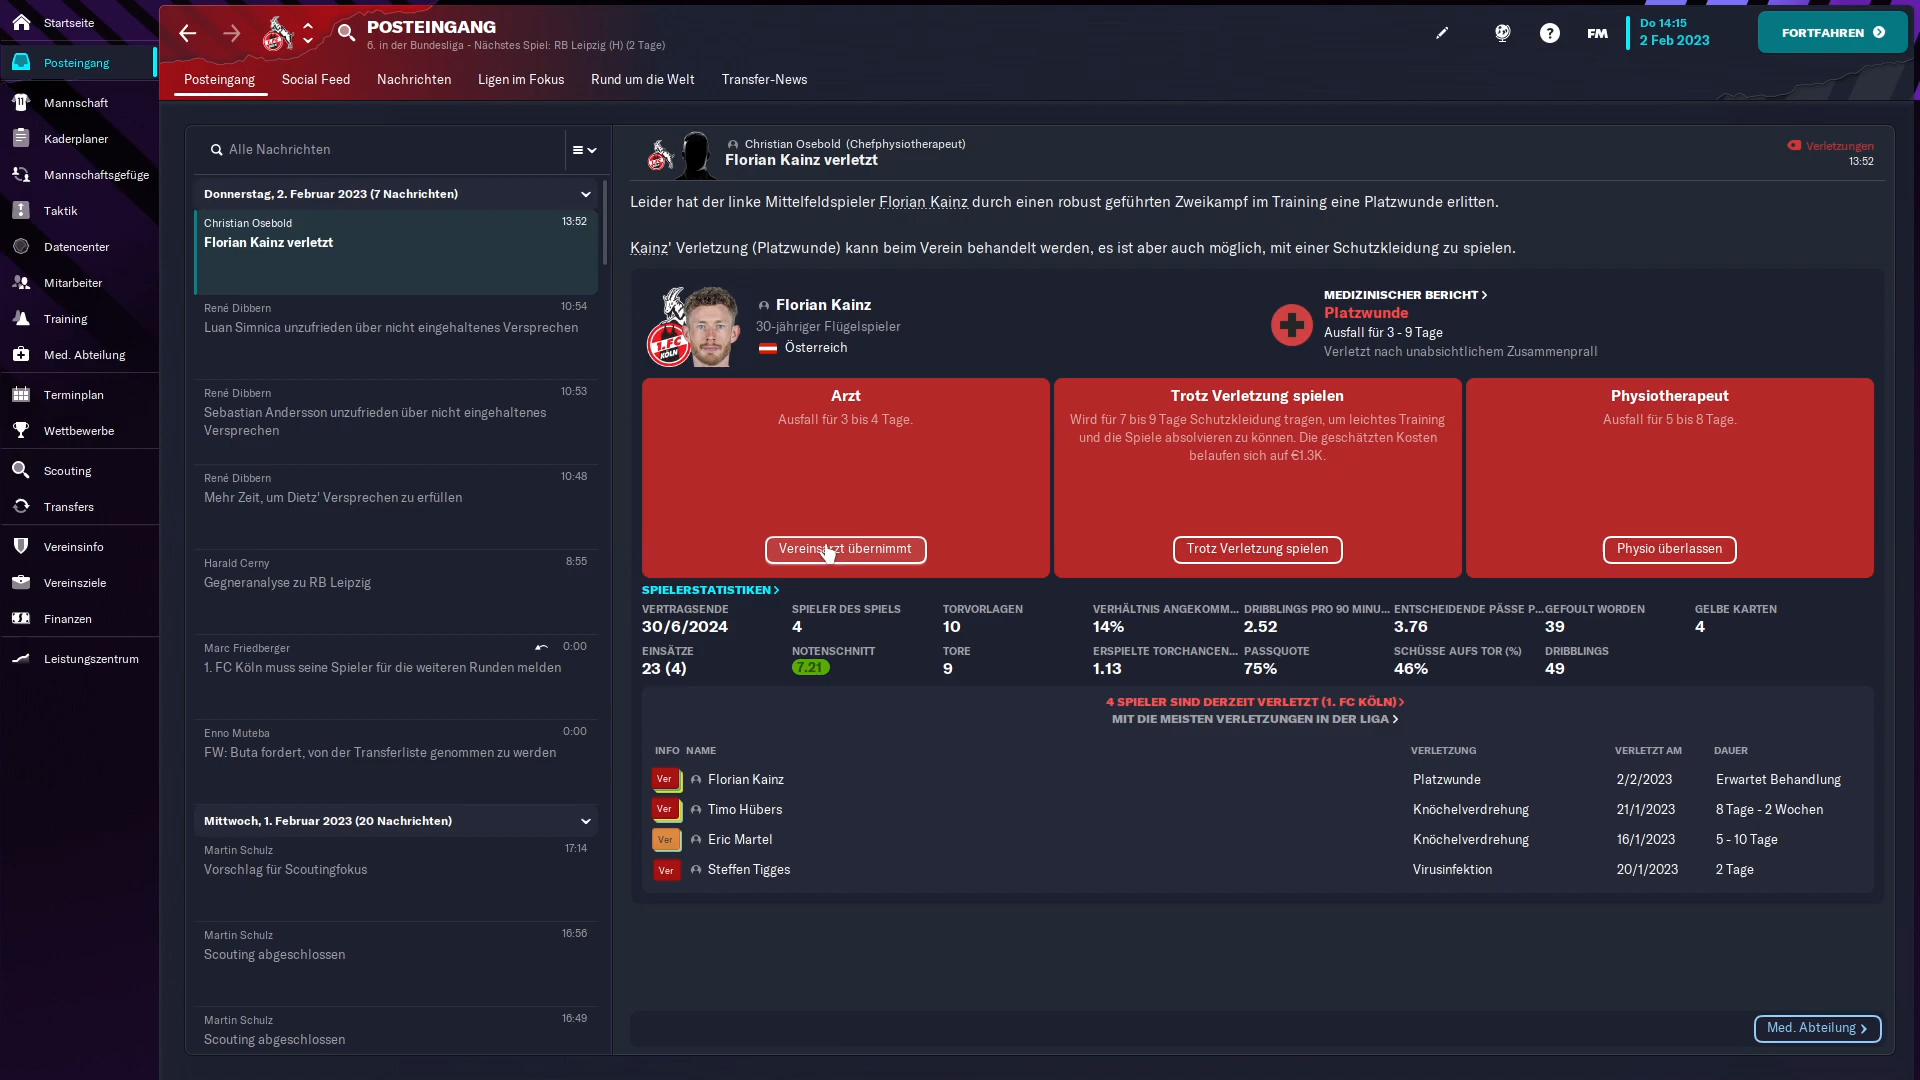 Startseite
Posteingang
Mannschaft
Kaderplaner
Mannschaftsgefüge
Taktik
Datencenter
Mitarbeiter
Training
Med. Abteilung
Terminplan
Wettbewerbe
Scouting
Transfers
Vereinsinfo
Vereinsziele
Finanzen
Leistungszentrum
POSTEINGANG
6. in der Bundesliga - Nächstes Spiel: RB Leipzig (H) (2 Tage)
FM
Do 14:15
2 Feb 2023
FORTFAHREN
Posteingang Social Feed Nachrichten Ligen im Fokus Rund um die Welt Transfer-News
Alle Nachrichten
Donnerstag, 2. Februar 2023 (7 Nachrichten)
Christian Osebold 13:52
Florian Kainz verletzt
René Dibbern 10:54
Luan Simnica unzufrieden über nicht eingehaltenes Versprechen
René Dibbern 10:53
Sebastian Andersson unzufrieden über nicht eingehaltenes
Versprechen
René Dibbern 10:48
Mehr Zeit, um Dietz' Versprechen zu erfüllen
Harald Cerny 8:55
Gegneranalyse zu RB Leipzig
Marc Friedberger 0:00
1. FC Köln muss seine Spieler für die weiteren Runden melden
Enno Muteba 0:00
FW: Buta fordert, von der Transferliste genommen zu werden
Mittwoch, 1. Februar 2023 (20 Nachrichten)
Martin Schulz 17:14
Vorschlag für Scoutingfokus
Martin Schulz 16:56
Scouting abgeschlossen
Martin Schulz 16:49
Scouting abgeschlossen
Christian Osebold (Chefphysiotherapeut)
Florian Kainz verletzt
Verletzungen
13:52
Leider hat der linke Mittelfeldspieler Florian Kainz durch einen robust geführten Zweikampf im Training eine Platzwunde erlitten.
Kainz' Verletzung (Platzwunde) kann beim Verein behandelt werden, es ist aber auch möglich, mit einer Schutzkleidung zu spielen.
1. FC
KÖLN
Florian Kainz
30-jähriger Flügelspieler
Österreich
MEDIZINISCHER BERICHT
Platzwunde
Ausfall für 3 - 9 Tage
Verletzt nach unabsichtlichem Zusammenprall
Arzt
Ausfall für 3 bis 4 Tage.
Vereinsarzt übernimmt
Trotz Verletzung spielen
Wird für 7 bis 9 Tage Schutzkleidung tragen, um leichtes Training
und die Spiele absolvieren zu können. Die geschätzten Kosten
belaufen sich auf €1.3K.
Trotz Verletzung spielen
Physiotherapeut
Ausfall für 5 bis 8 Tage.
Physio überlassen
SPIELERSTATISTIKEN
VERTRAGSENDE SPIELER DES SPIELS TORVORLAGEN VERHÄLTNIS ANGEKOMM... DRIBBLINGS PRO 90 MINU... ENTSCHEIDENDE PÄSSE P... GEFOULT WORDEN GELBE KARTEN
30/6/2024 4 10 14% 2.52 3.76 39 4
EINSÄTZE NOTENSCHNITT TORE ERSPIELTE TORCHANCEN... PASSQUOTE SCHÜSSE AUFS TOR (%) DRIBBLINGS
23 (4) 7.21 9 1.13 75% 46% 49
4 SPIELER SIND DERZEIT VERLETZT (1. FC KÖLN)
MIT DIE MEISTEN VERLETZUNGEN IN DER LIGA
INFO NAME VERLETZUNG VERLETZT AM DAUER
Ver Florian Kainz Platzwunde 2/2/2023 Erwartet Behandlung
Ver Timo Hübers Knöchelverdrehung 21/1/2023 8 Tage - 2 Wochen
Ver Eric Martel Knöchelverdrehung 16/1/2023 5 - 10 Tage
Ver Steffen Tigges Virusinfektion 20/1/2023 2 Tage
Med. Abteilung